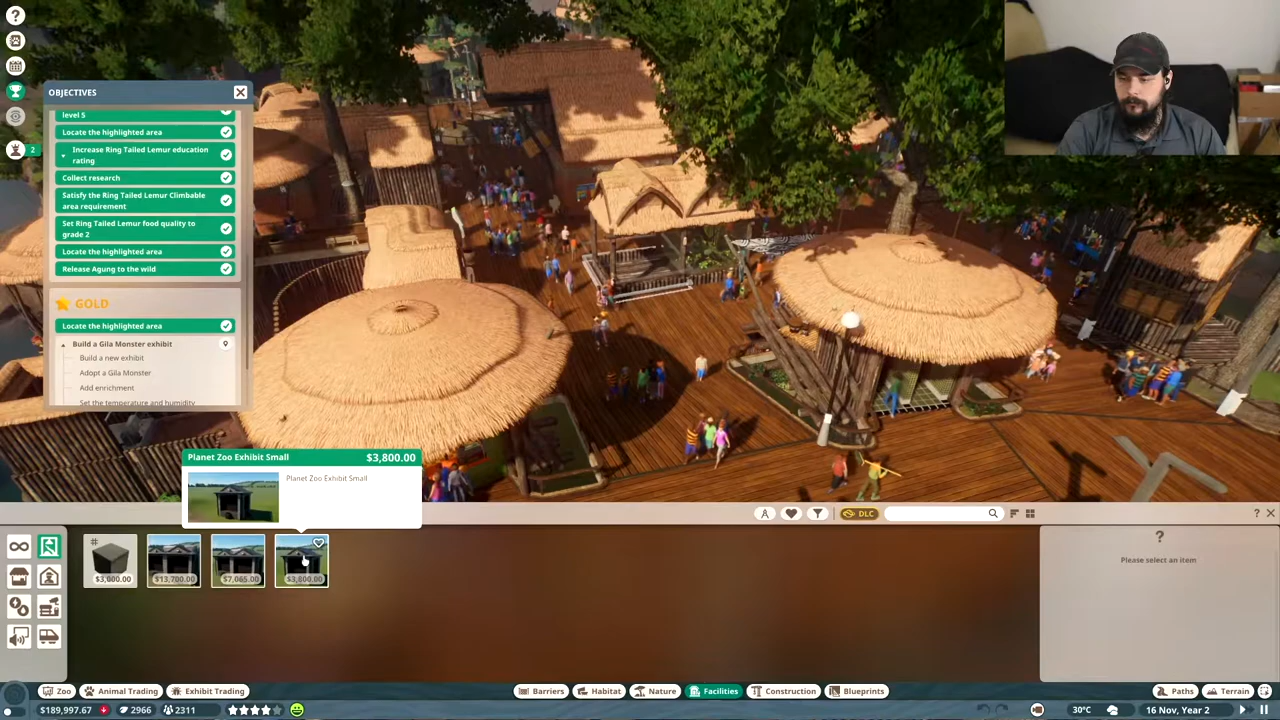 ?
OBJECTIVES
level 5
Locate the highlighted area
Increase Ring Tailed Lemur education
rating
Collect research
Satisfy the Ring Tailed Lemur Climbable
area requirement
Set Ring Tailed Lemur food quality to
grade 2
Locate the highlighted area
Release Agung to the wild
GOLD
Locate the highlighted area
Build a Gila Monster exhibit
Build a new exhibit
Adopt a Gila Monster
Add enrichment
Set the temperature and humidity
2
Planet Zoo Exhibit Small $3,800.00
Planet Zoo Exhibit Small
DLC
?
$3,000.00 $13,700.00 $7,065.00 $3,800.00
?
Please select an item
Zoo Animal Trading Exhibit Trading Barriers Habitat Nature Facilities Construction Blueprints Paths Terrain
$189,997.67 2966 2311 30°C 16 Nov, Year 2